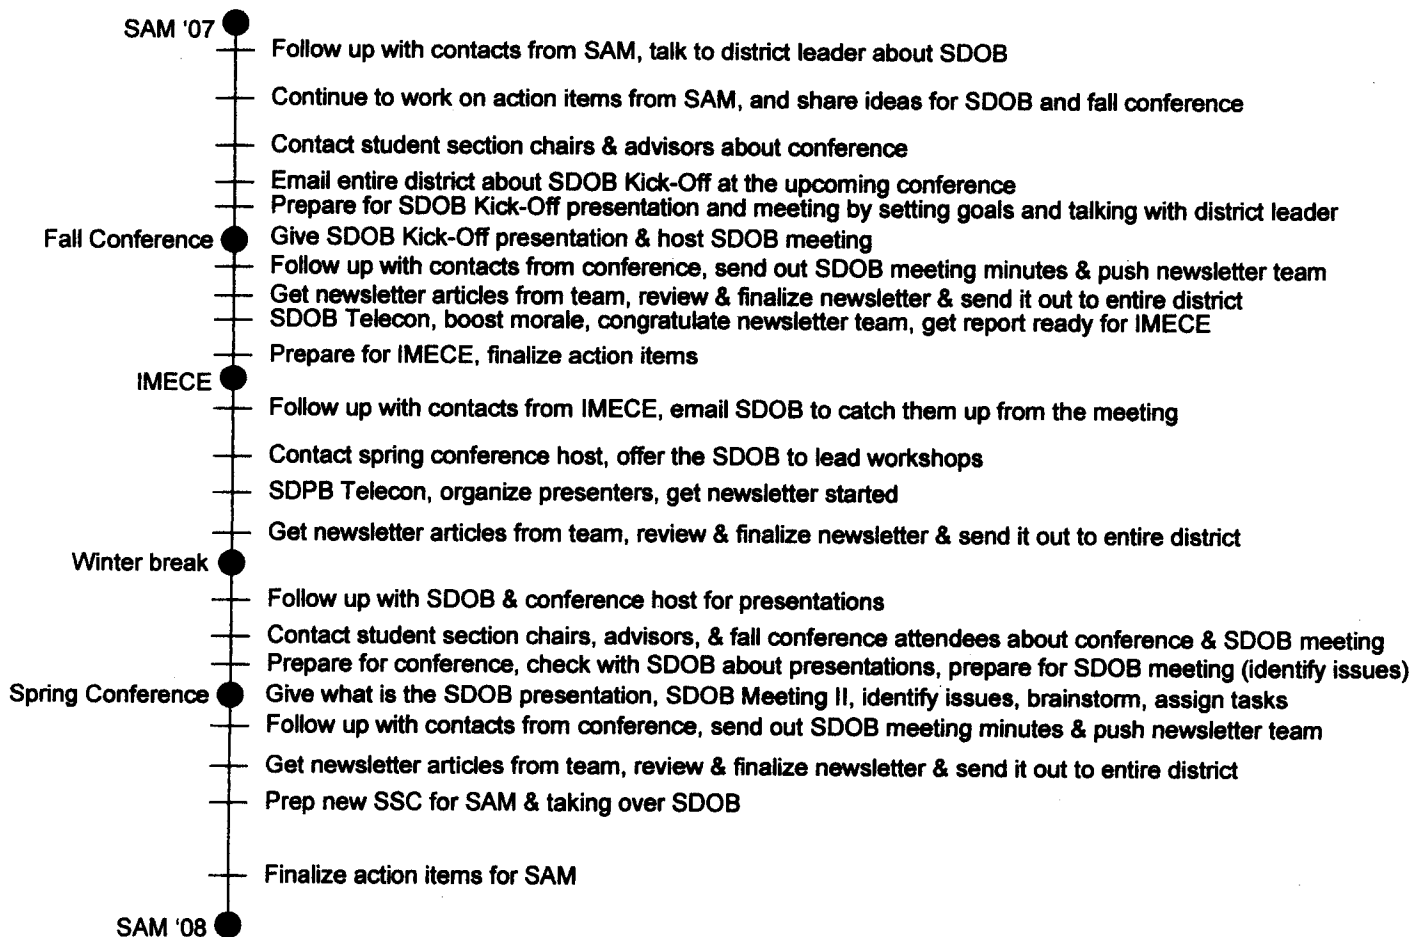 SAM '07
Follow up with contacts from SAM, talk to district leader about SDOB
Continue to work on action items from SAM, and share ideas for SDOB and fall conference
Contact student section chairs & advisors about conference
Email entire district about SDOB Kick-Off at the upcoming conference
Prepare for SDOB Kick-Off presentation and meeting by setting goals and talking with district leader
Fall Conference Give SDOB Kick-Off presentation & host SDOB meeting
Follow up with contacts from conference, send out SDOB meeting minutes & push newsletter team
Get newsletter articles from team, review & finalize newsletter & send it out to entire district
SDOB Telecon, boost morale, congratulate newsletter team, get report ready for IMECE
Prepare for IMECE, finalize action items
IMECE
Follow up with contacts from IMECE, email SDOB to catch them up from the meeting
Contact spring conference host, offer the SDOB to lead workshops
SDPB Telecon, organize presenters, get newsletter started
Get newsletter articles from team, review & finalize newsletter & send it out to entire district
Winter break
Follow up with SDOB & conference host for presentations
Contact student section chairs, advisors, & fall conference attendees about conference & SDOB meeting
Prepare for conference, check with SDOB about presentations, prepare for SDOB meeting (identify issues)
Spring Conference Give what is the SDOB presentation, SDOB Meeting II, identify issues, brainstorm, assign tasks
Follow up with contacts from conference, send out SDOB meeting minutes & push newsletter team
Get newsletter articles from team, review & finalize newsletter & send it out to entire district
Prep new SSC for SAM & taking over SDOB
Finalize action items for SAM
SAM '08